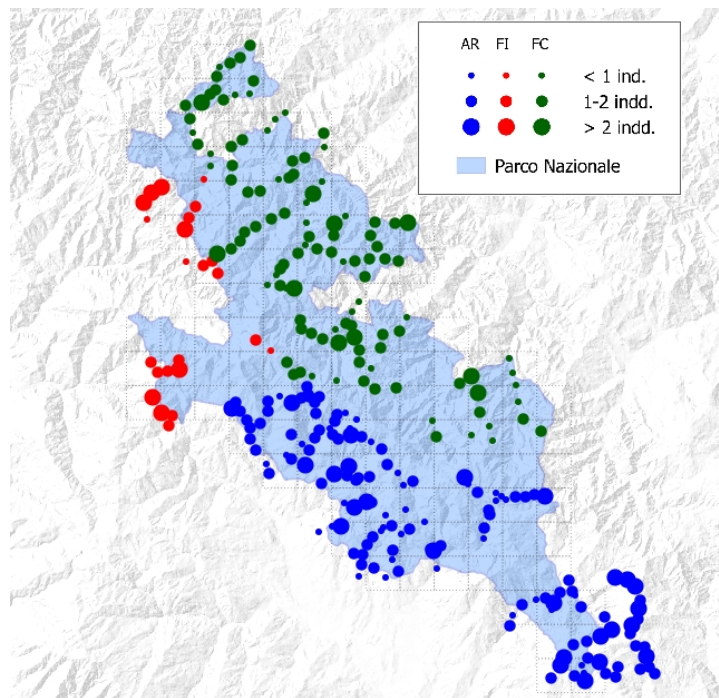 AR FI FC
< 1 ind.
1-2 indd.
> 2 indd.
Parco Nazionale